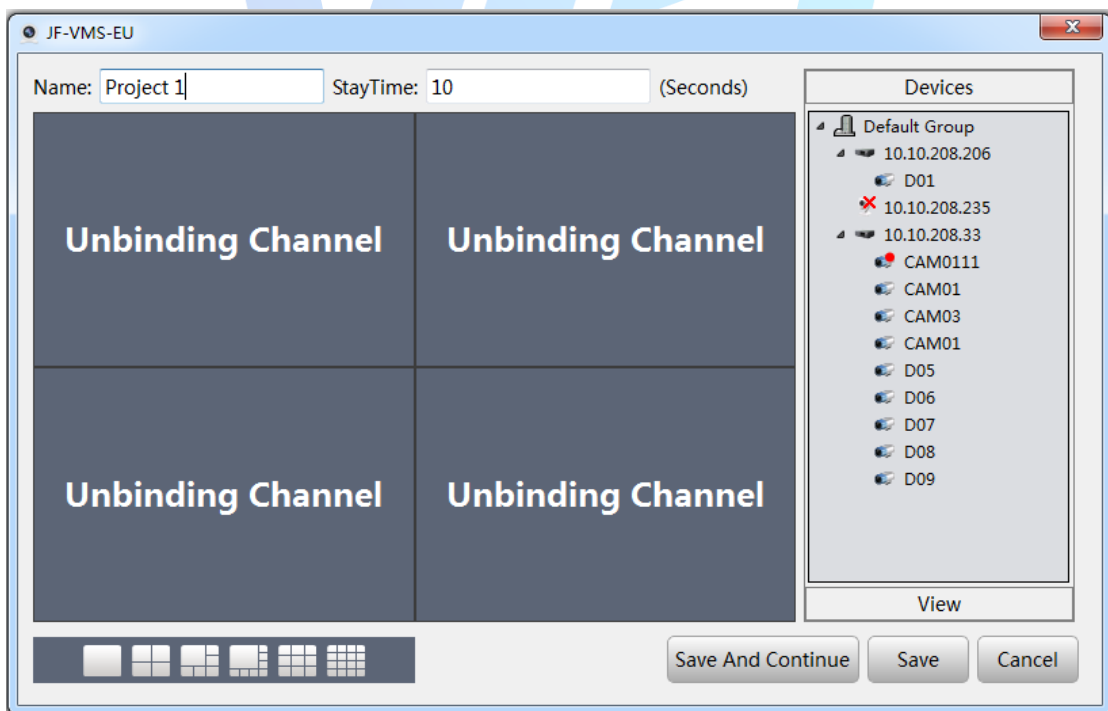 JF-VMS-EU
Name: Project 1 StayTime: 10 (Seconds)
Unbinding Channel Unbinding Channel
Unbinding Channel Unbinding Channel
Devices
Default Group
10.10.208.206
D01
10.10.208.235
10.10.208.33
CAM0111
CAM01
CAM03
CAM01
D05
D06
D07
D08
D09
View
Save And Continue Save Cancel